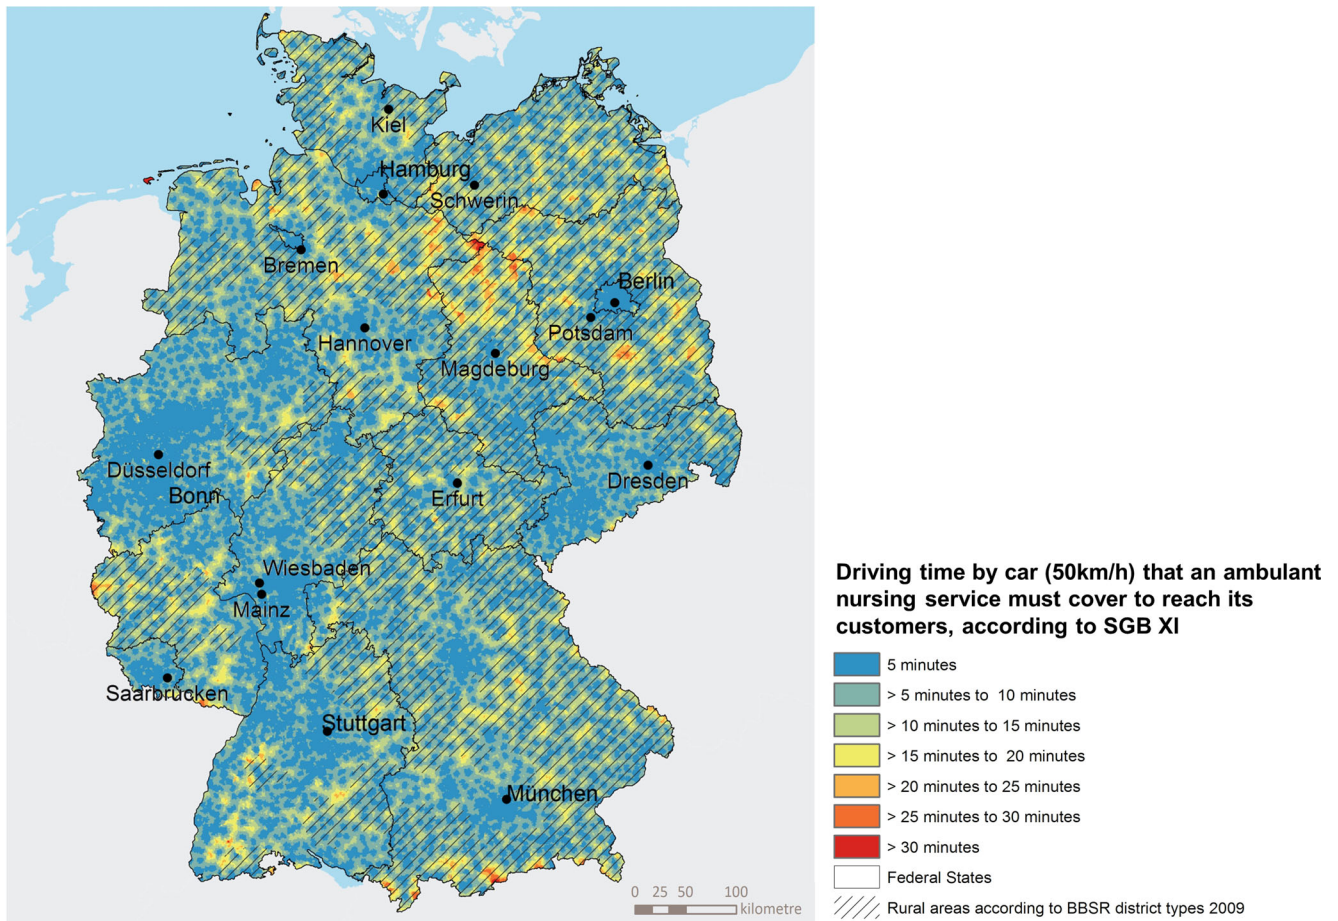 Kiel
Hamburg
Schwerin
Bremen
Berlin
Hannover
Potsdam
Magdeburg
Düsseldorf
Bonn
Erfurt
Dresden
Wiesbaden
Mainz
Saarbrücken
Stuttgart
München
0 25 50 100
kilometre
Driving time by car (50km/h) that an ambulant
nursing service must cover to reach its
customers, according to SGB XI
5 minutes
> 5 minutes to 10 minutes
> 10 minutes to 15 minutes
> 15 minutes to 20 minutes
> 20 minutes to 25 minutes
> 25 minutes to 30 minutes
> 30 minutes
Federal States
Rural areas according to BBSR district types 2009